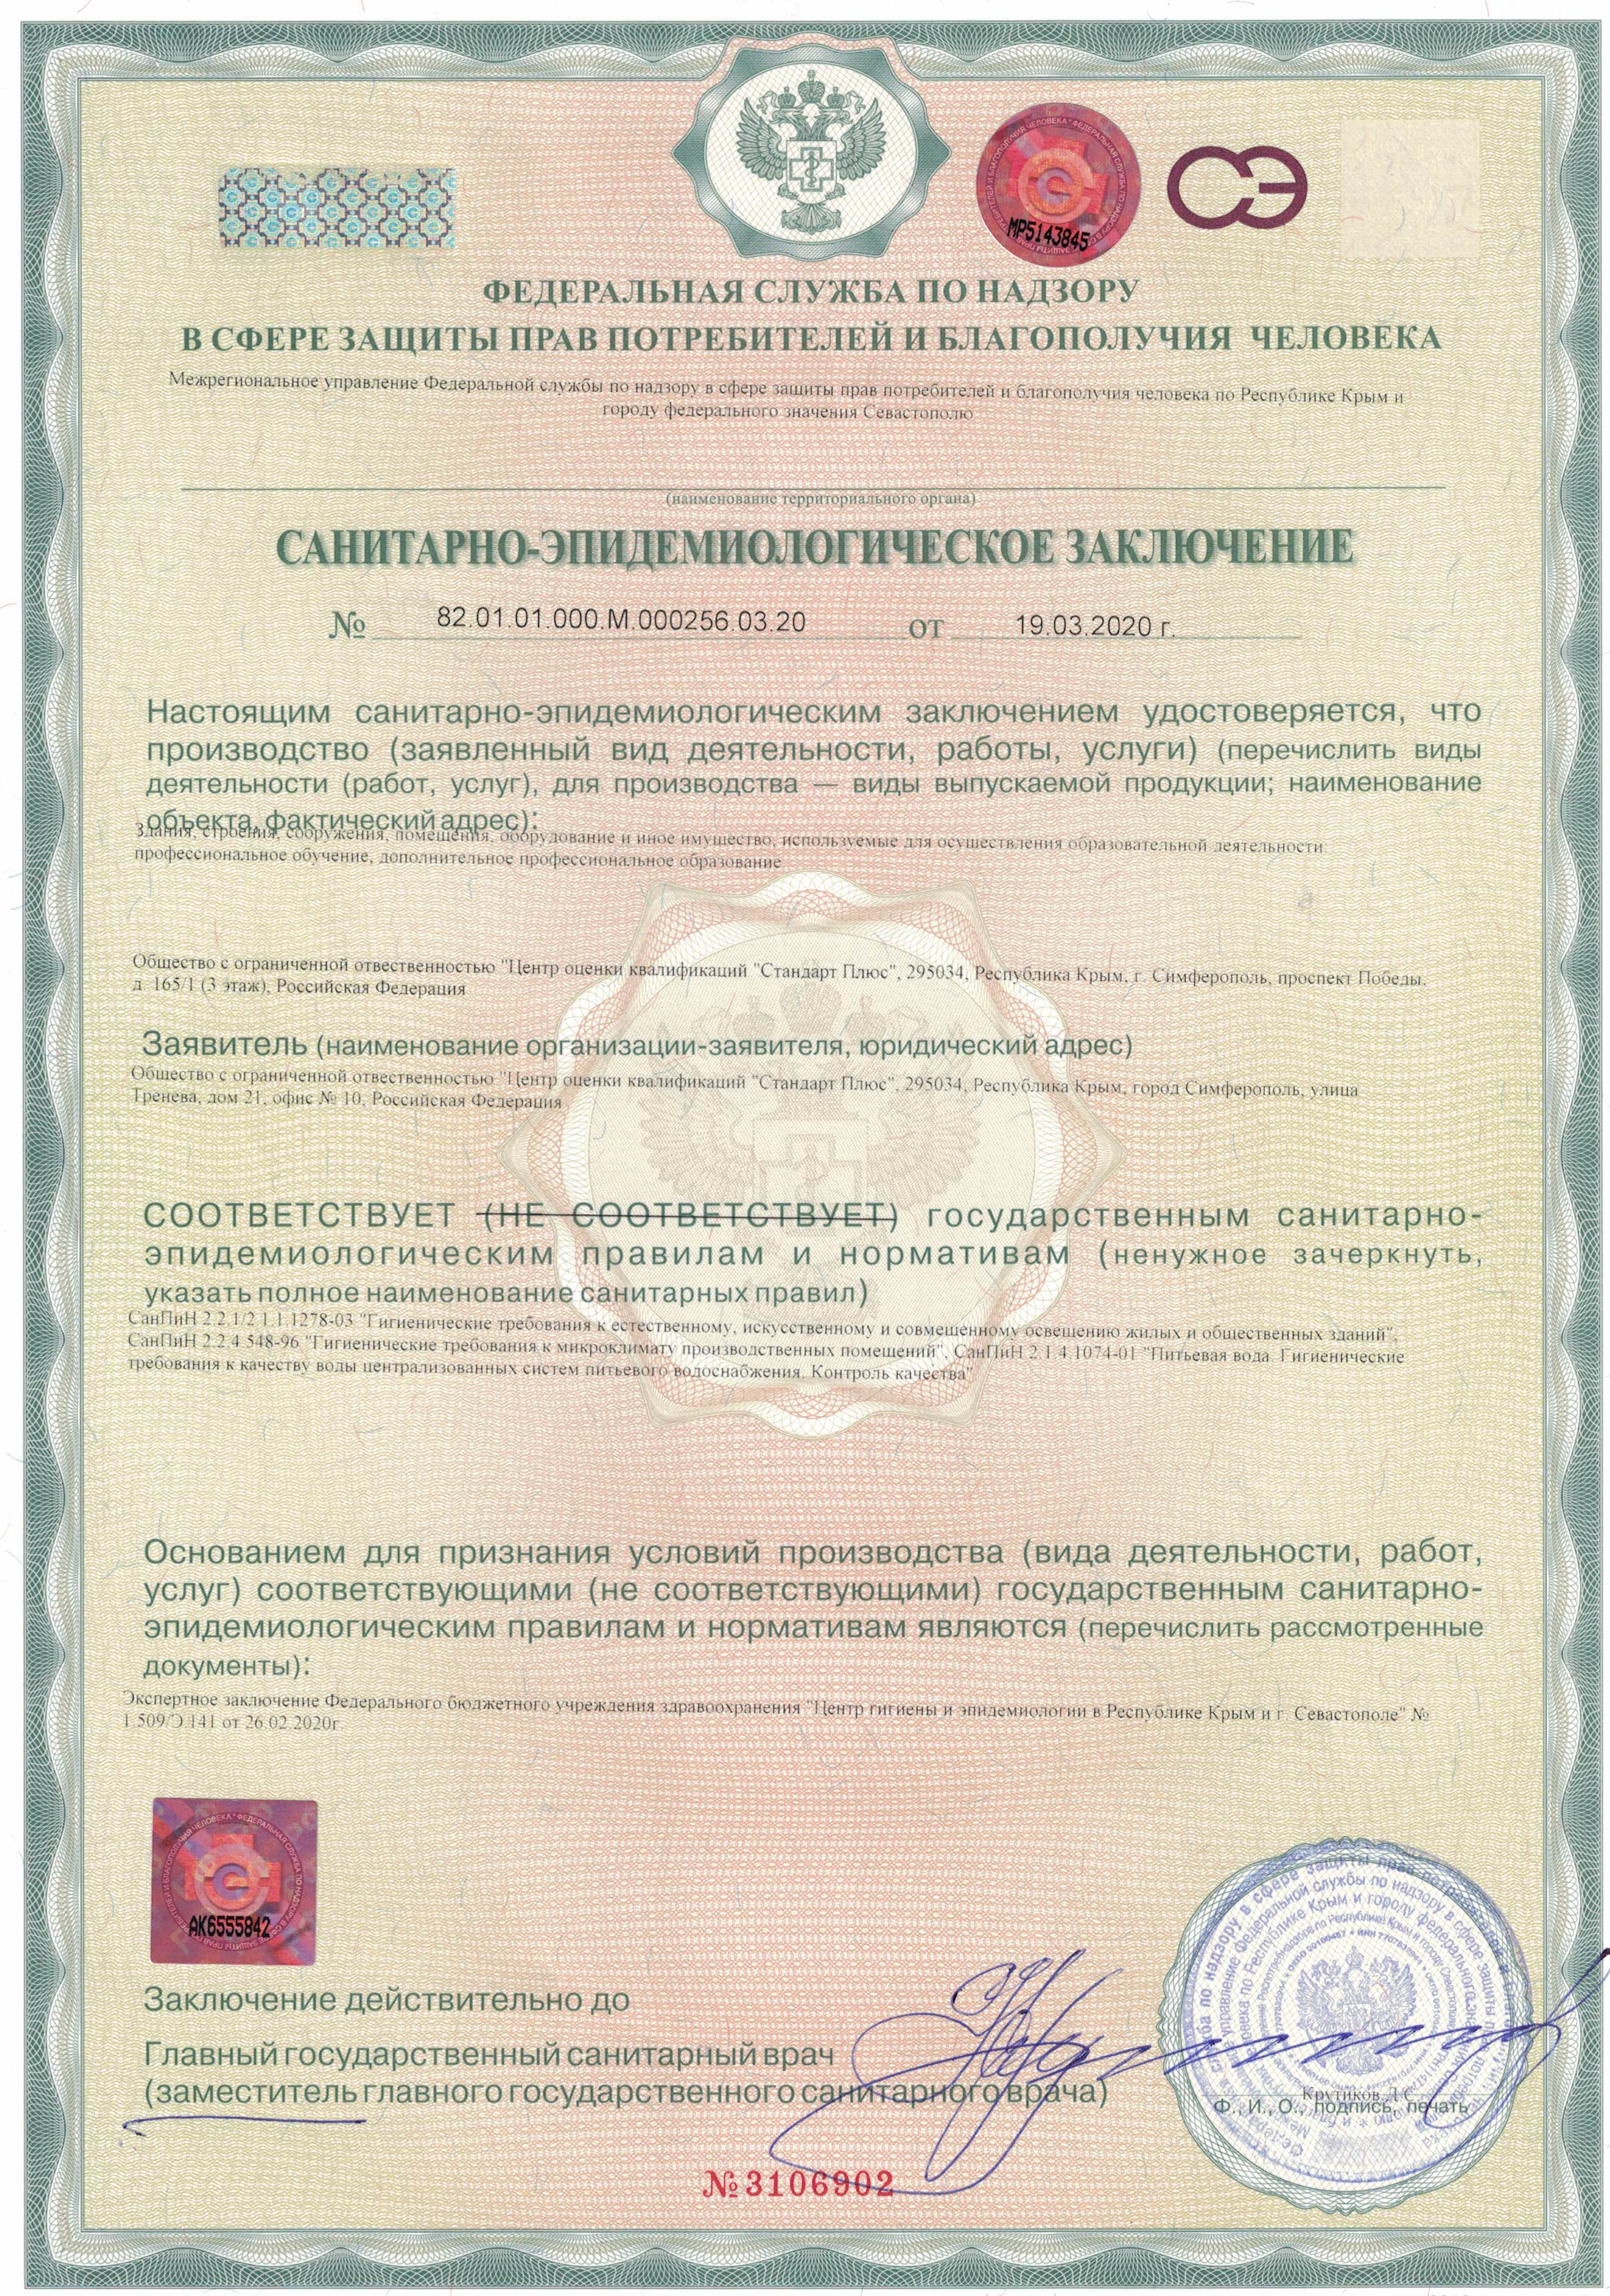 МР5143845
СЭ
ФЕДЕРАЛЬНАЯ СЛУЖБА ПО НАДЗОРУ
В СФЕРЕ ЗАЩИТЫ ПРАВ ПОТРЕБИТЕЛЕЙ И БЛАГОПОЛУЧИЯ ЧЕЛОВЕКА
Межрегиональное управление Федеральной службы по надзору в сфере защиты прав потребителей и благополучия человека по Республике Крым и
городу федерального значения Севастополю
(наименование территориального органа)
САНИТАРНО-ЭПИДЕМИОЛОГИЧЕСКОЕ ЗАКЛЮЧЕНИЕ
№ 82.01.01.000.М.000256.03.20 от 19.03.2020 г.
Настоящим санитарно-эпидемиологическим заключением удостоверяется, что
производство (заявленный вид деятельности, работы, услуги) (перечислить виды
деятельности (работ, услуг), для производства — виды выпускаемой продукции; наименование
объекта, фактический адрес):
Здания, строения, сооружения, помещения, оборудование и иное имущество, используемые для осуществления образовательной деятельности:
профессиональное обучение, дополнительное профессиональное образование
Общество с ограниченной отвественностью "Центр оценки квалификаций "Стандарт Плюс", 295034, Республика Крым, г. Симферополь, проспект Победы,
д. 165/1 (3 этаж), Российская Федерация
Заявитель (наименование организации-заявителя, юридический адрес)
Общество с ограниченной отвественностью "Центр оценки квалификаций "Стандарт Плюс", 295034, Республика Крым, город Симферополь, улица
Тренева, дом 21, офис № 10, Российская Федерация
СООТВЕТСТВУЕТ (НЕ СООТВЕТСТВУЕТ) государственным санитарно-
эпидемиологическим правилам и нормативам (ненужное зачеркнуть,
указать полное наименование санитарных правил)
СанПиН 2.2.1/2.1.1.1278-03 "Гигиенические требования к естественному, искусственному и совмещенному освещению жилых и общественных зданий",
СанПиН 2.2.4.548-96 "Гигиенические требования к микроклимату производственных помещений", СанПиН 2.1.4.1074-01 "Питьевая вода. Гигиенические
требования к качеству воды централизованных систем питьевого водоснабжения. Контроль качества"
Основанием для признания условий производства (вида деятельности, работ,
услуг) соответствующими (не соответствующими) государственным санитарно-
эпидемиологическим правилам и нормативам являются (перечислить рассмотренные
документы):
Экспертное заключение Федерального бюджетного учреждения здравоохранения "Центр гигиены и эпидемиологии в Республике Крым и г. Севастополе" №
1.509/Э.141 от 26.02.2020г
АК6555842
Заключение действительно до
Главный государственный санитарный врач
(заместитель главного государственного санитарного врача)
Крутиков Д.С.
Ф., И., О., подпись, печать
№3106902